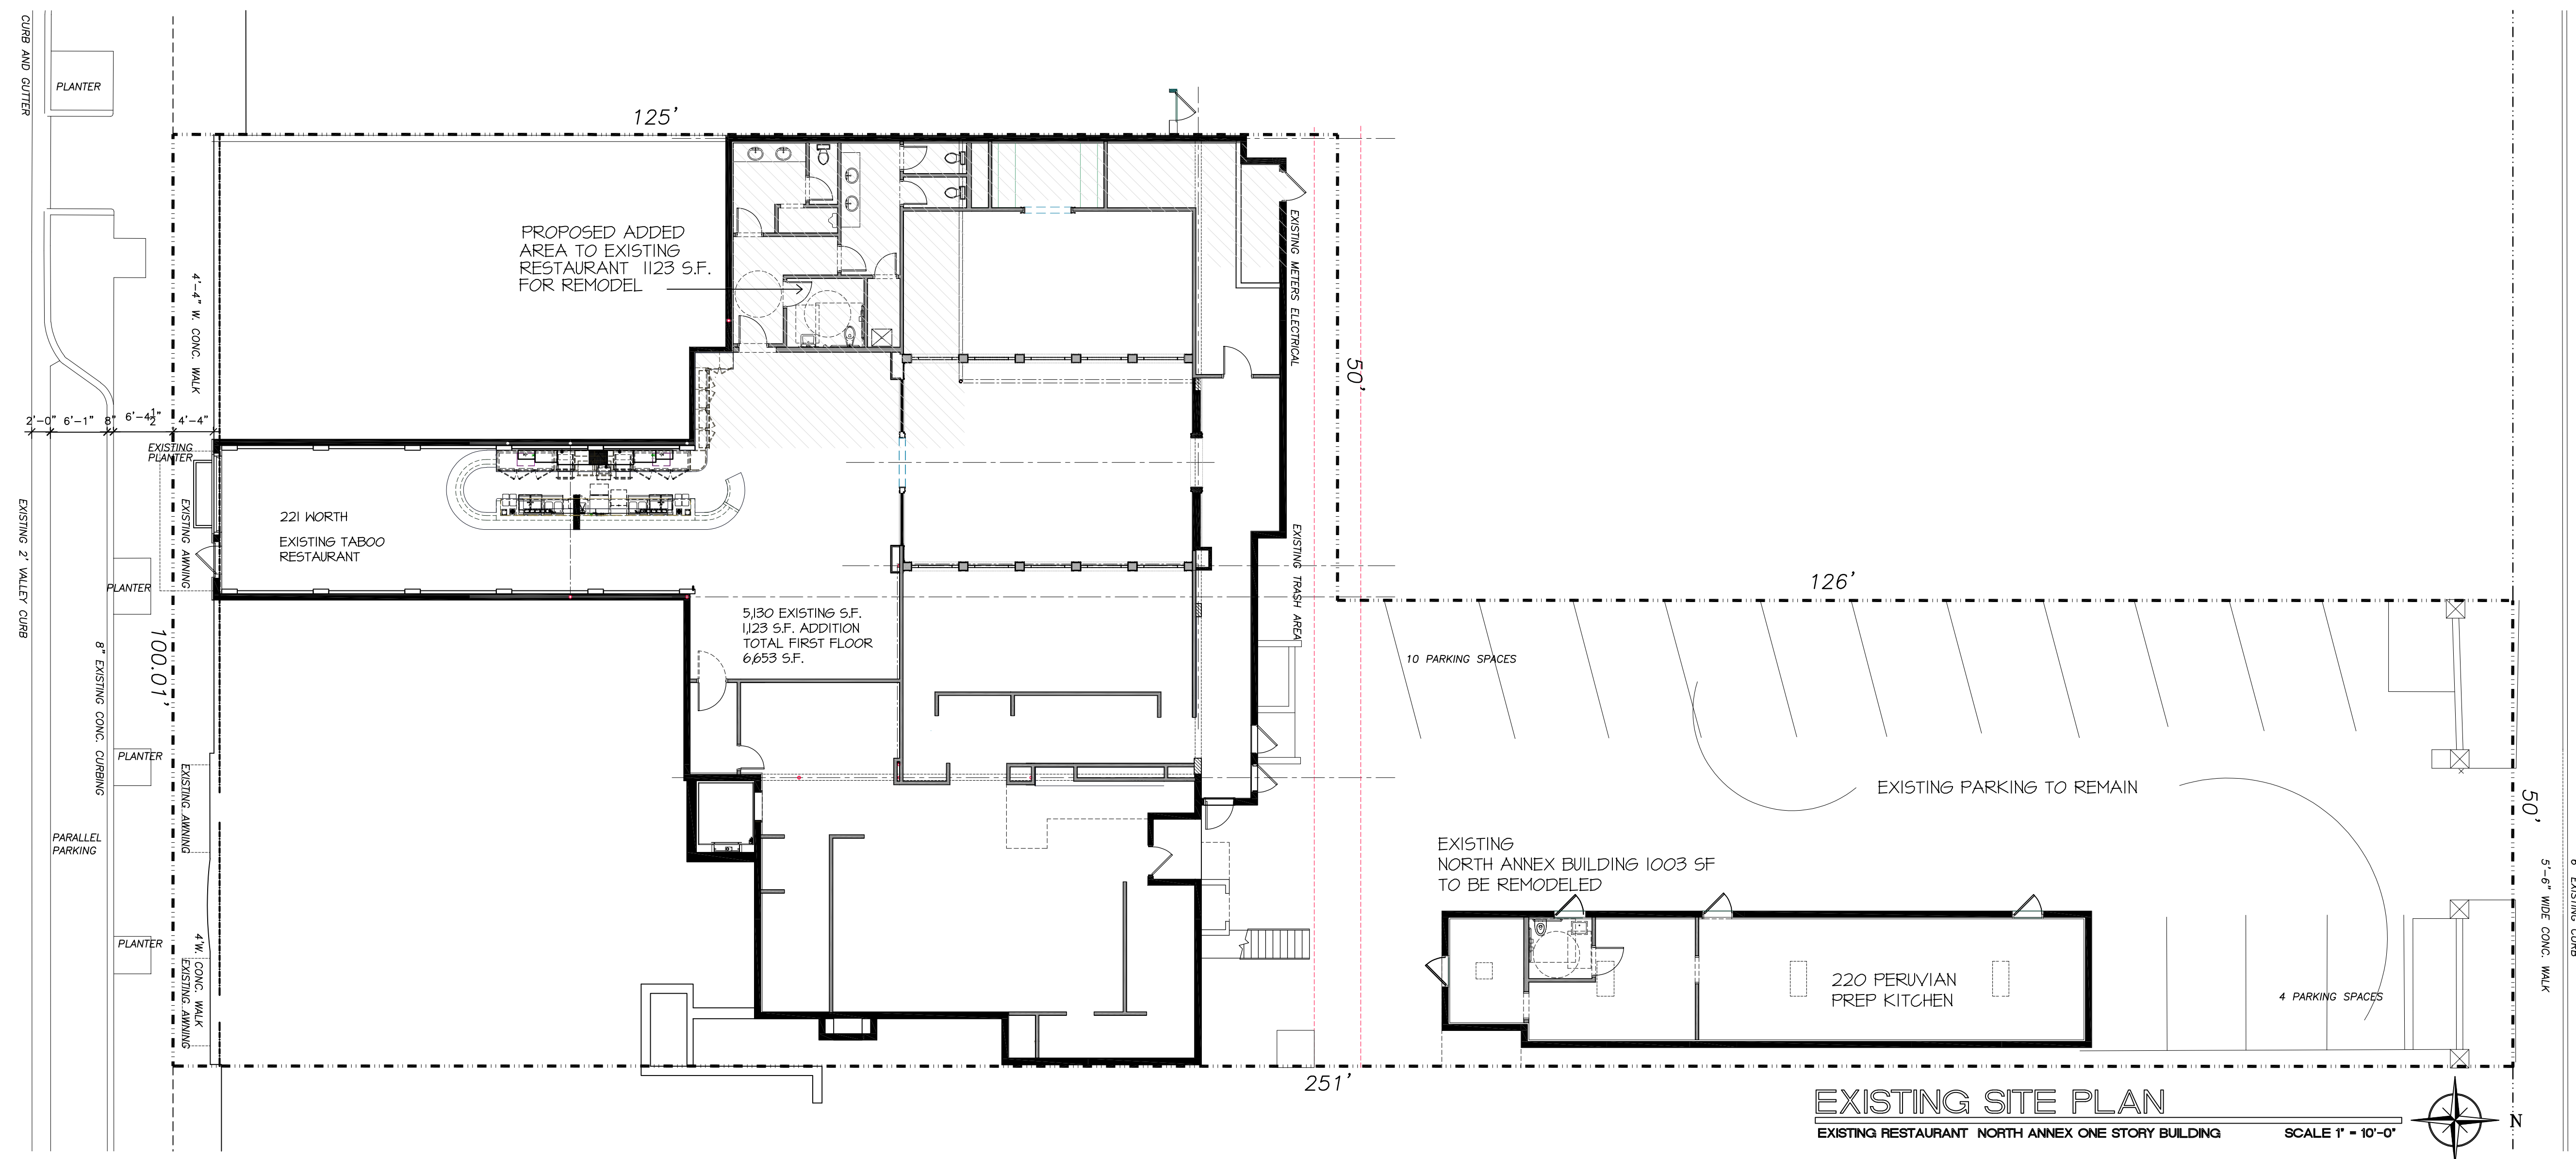 CURB AND GUTTER
PLANTER
125'
PROPOSED ADDED
AREA TO EXISTING
RESTAURANT 1123 S.F.
FOR REMODEL
4'-4" W. CONC. WALK
EXISTING METERS ELECTRICAL
50'
2'-0"
6'-1"
8"
6'-4½"
4'-4"
EXISTING
PLANTER
EXISTING AWNING
221 WORTH
EXISTING TABOO
RESTAURANT
EXISTING 2' VALLEY CURB
PLANTER
EXISTING TRASH AREA
126'
100.01'
5,130 EXISTING S.F.
1,123 S.F. ADDITION
TOTAL FIRST FLOOR
6,653 S.F.
10 PARKING SPACES
8" EXISTING CONC. CURBING
PLANTER
EXISTING AWNING
EXISTING PARKING TO REMAIN
50'
PARALLEL
PARKING
EXISTING
NORTH ANNEX BUILDING 1003 SF
TO BE REMODELED
5'-6" WIDE CONC. WALK
6" EXISTING CURB
PLANTER
4'W. CONC. WALK
EXISTING AWNING
220 PERUVIAN
PREP KITCHEN
4 PARKING SPACES
251'
EXISTING SITE PLAN
N
EXISTING RESTAURANT NORTH ANNEX ONE STORY BUILDING
SCALE 1" = 10'-0"